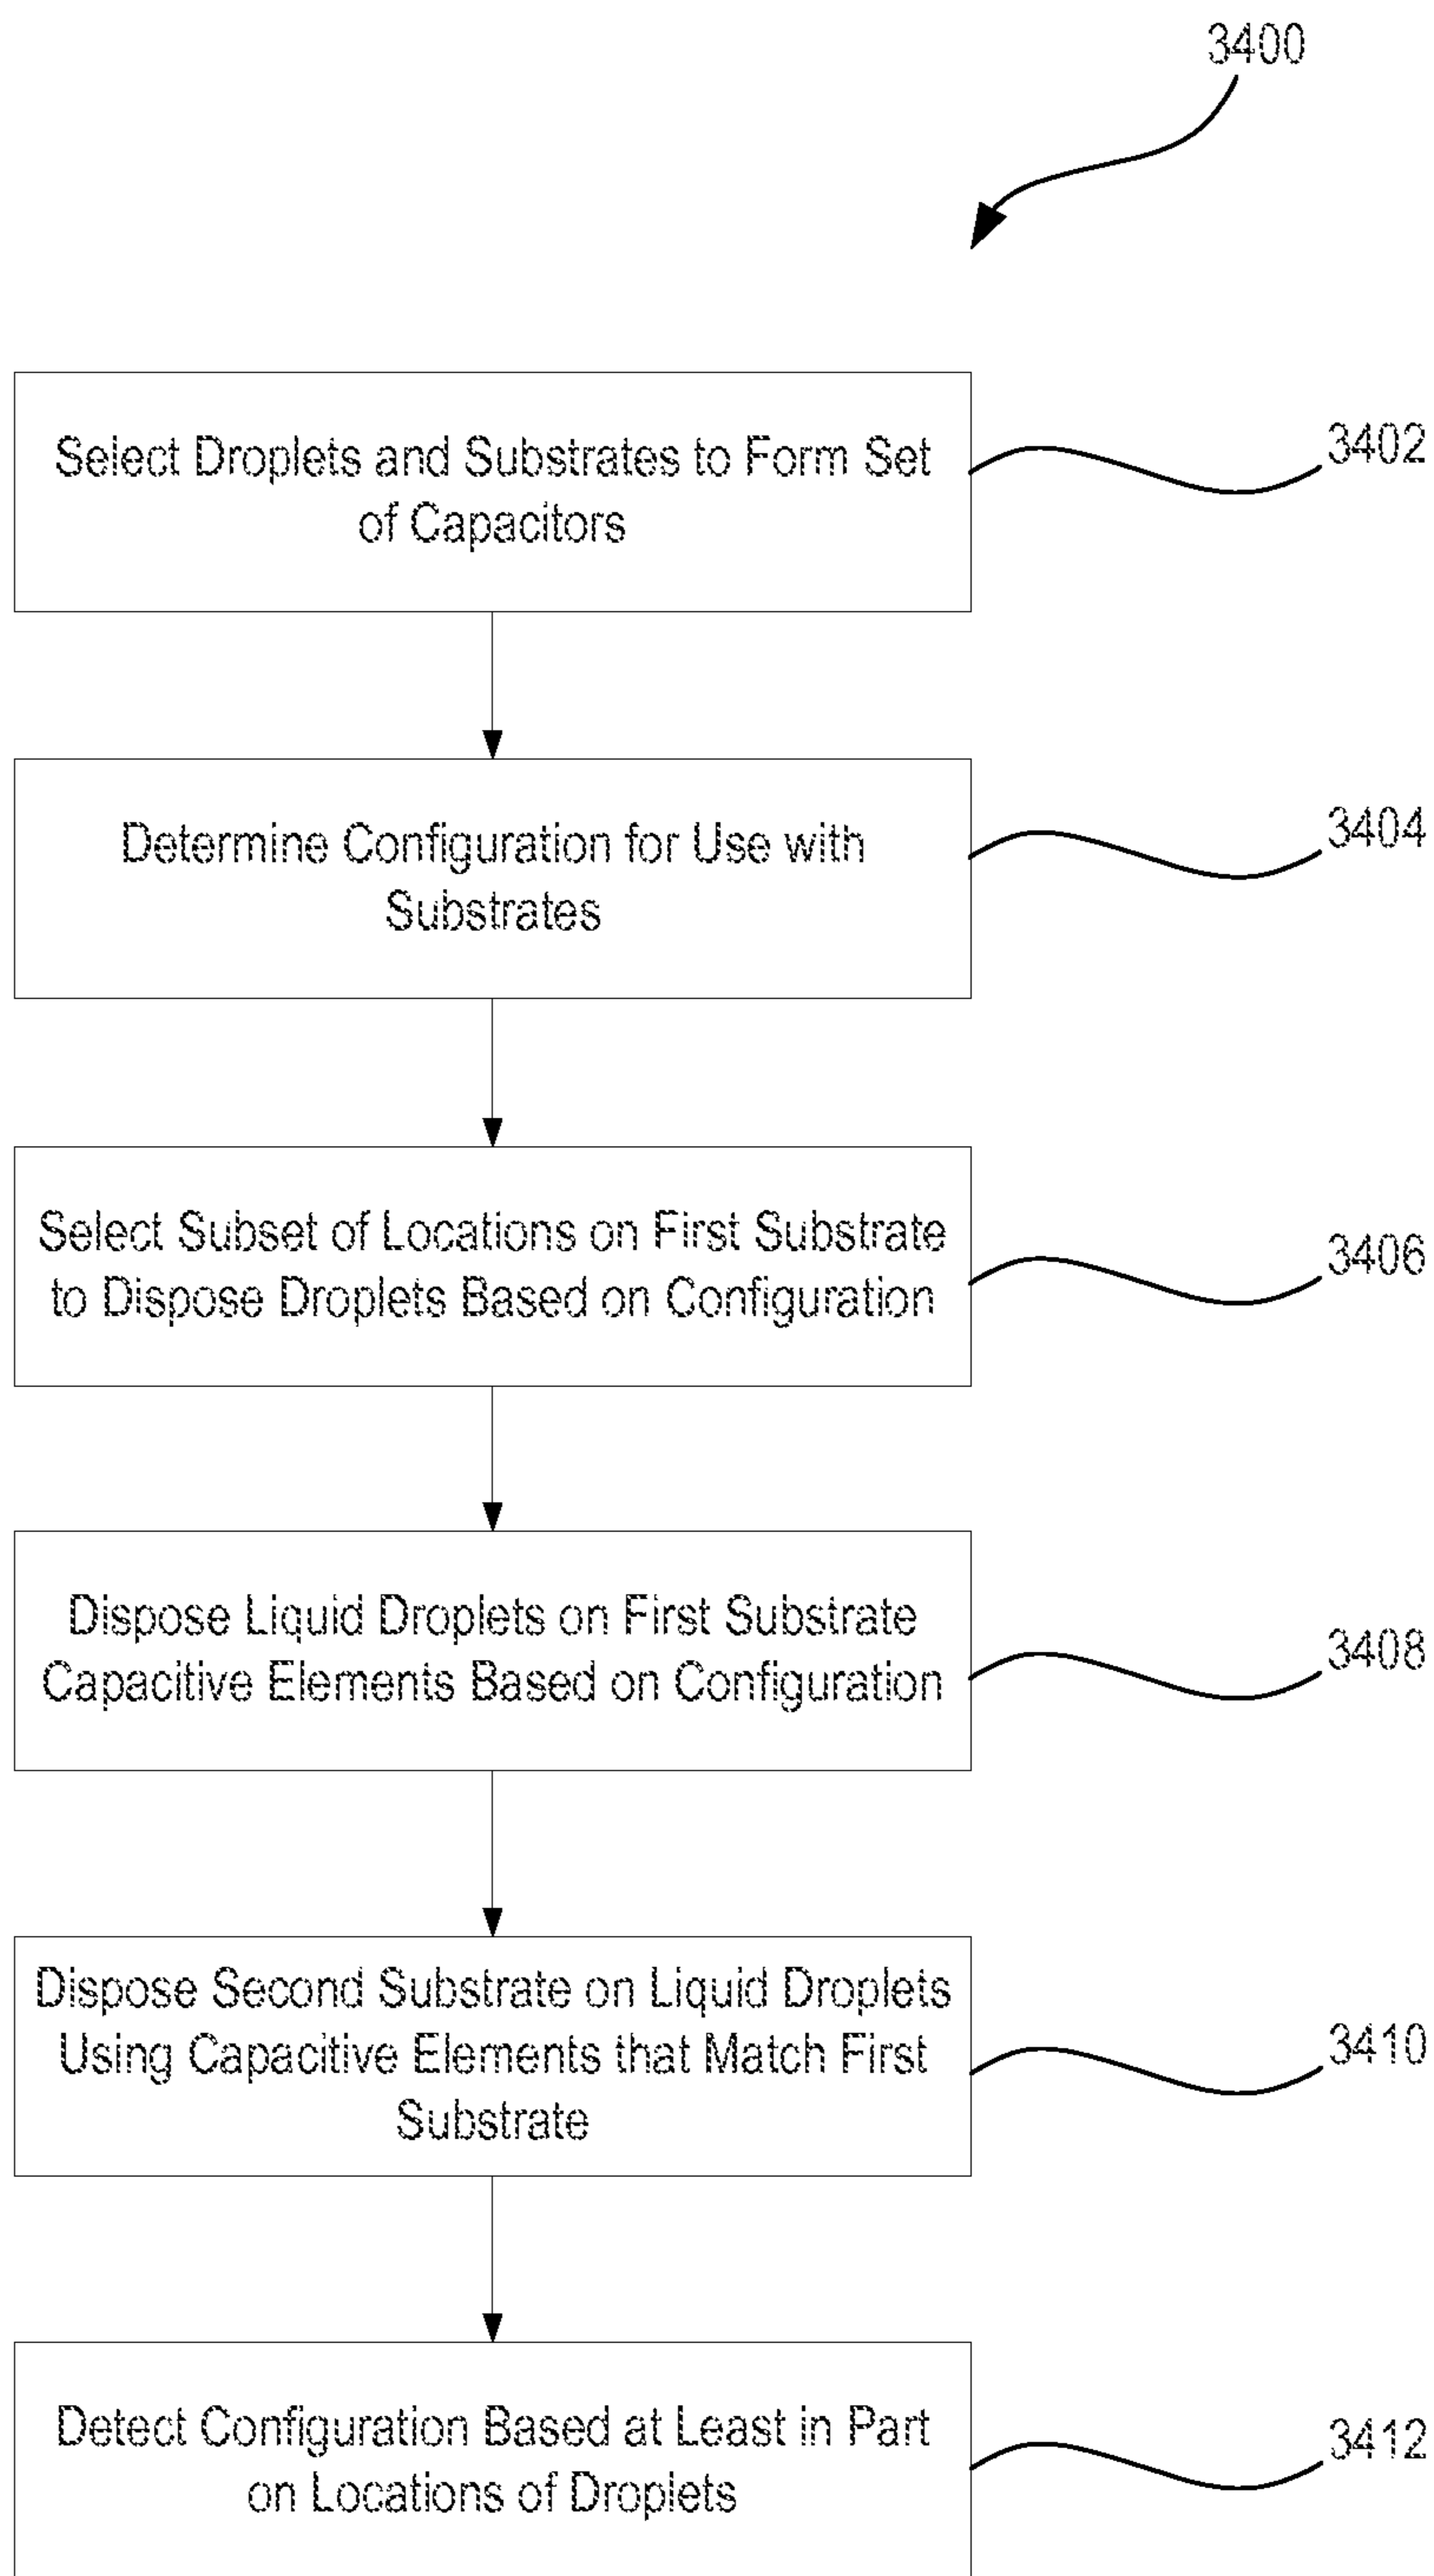 3400
Select Droplets and Substrates to Form Set
of Capacitors
3402
Determine Configuration for Use with
Substrates
3404
Select Subset of Locations on First Substrate
to Dispose Droplets Based on Configuration
3406
Dispose Liquid Droplets on First Substrate
Capacitive Elements Based on Configuration
3408
Dispose Second Substrate on Liquid Droplets
Using Capacitive Elements that Match First
Substrate
3410
Detect Configuration Based at Least in Part
on Locations of Droplets
3412